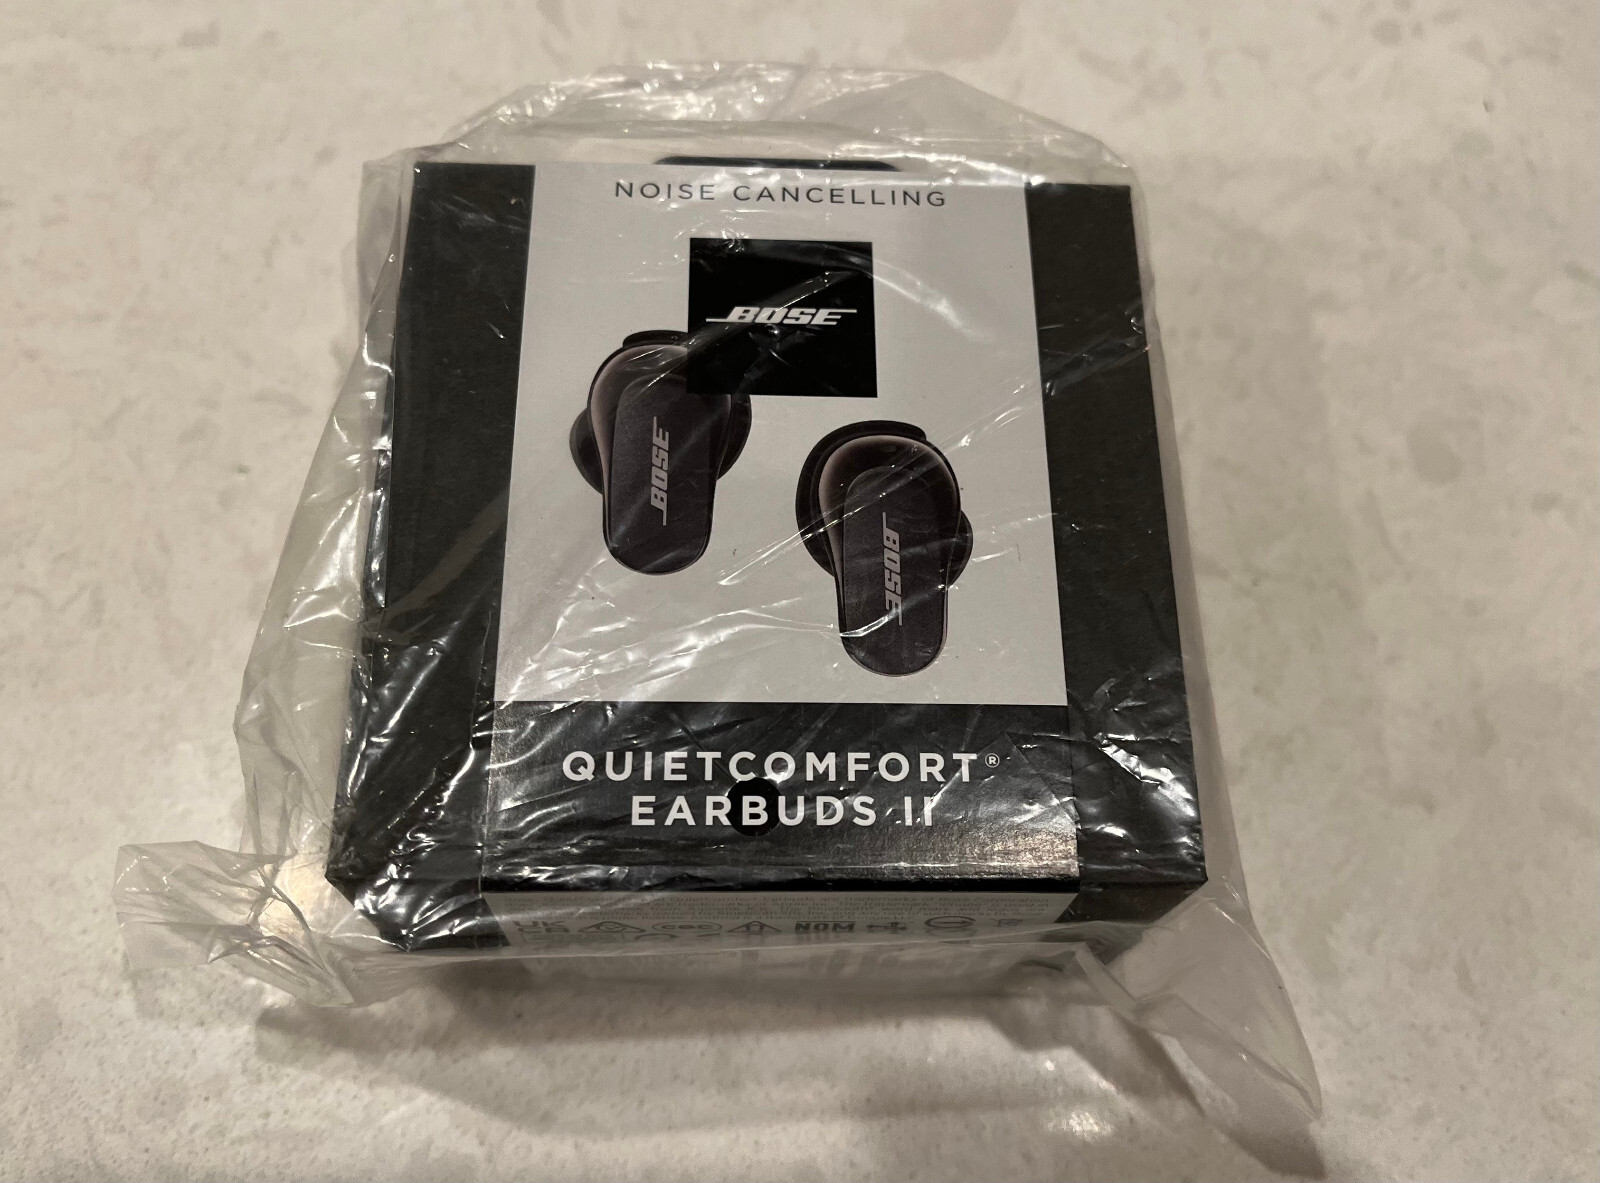 NOISE CANCELLING
BOSE
BOSE
BOSE
QUIETCOMFORT®
EARBUDS II
NOM